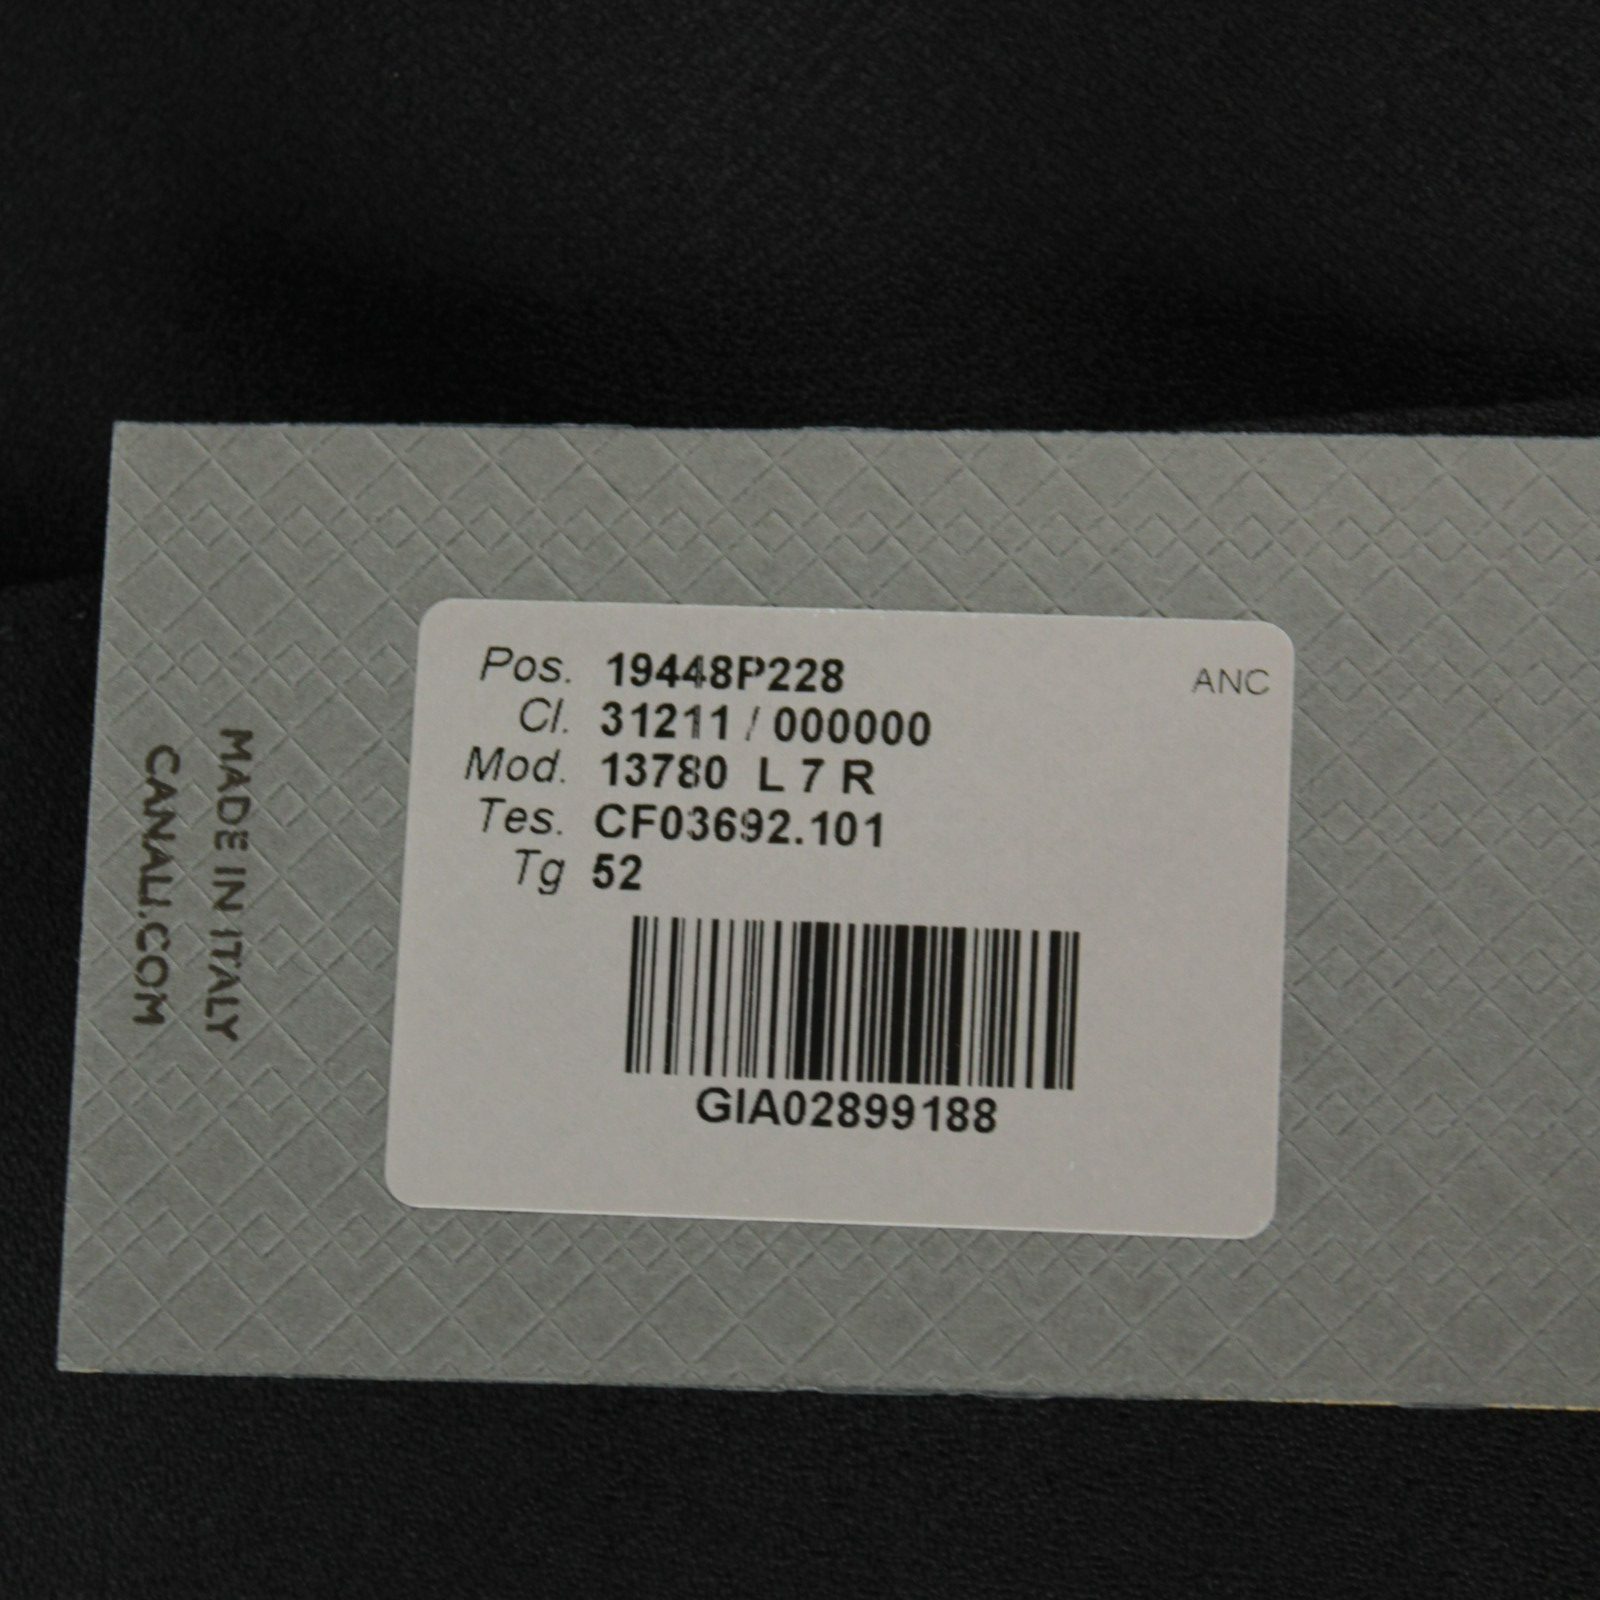 Pos. 19448P228
ANC
Cl. 31211 / 000000
Mod. 13780 L 7 R
Tes. CF03692.101
Tg 52
GIA02899188
MADE IN ITALY
CANALI.COM